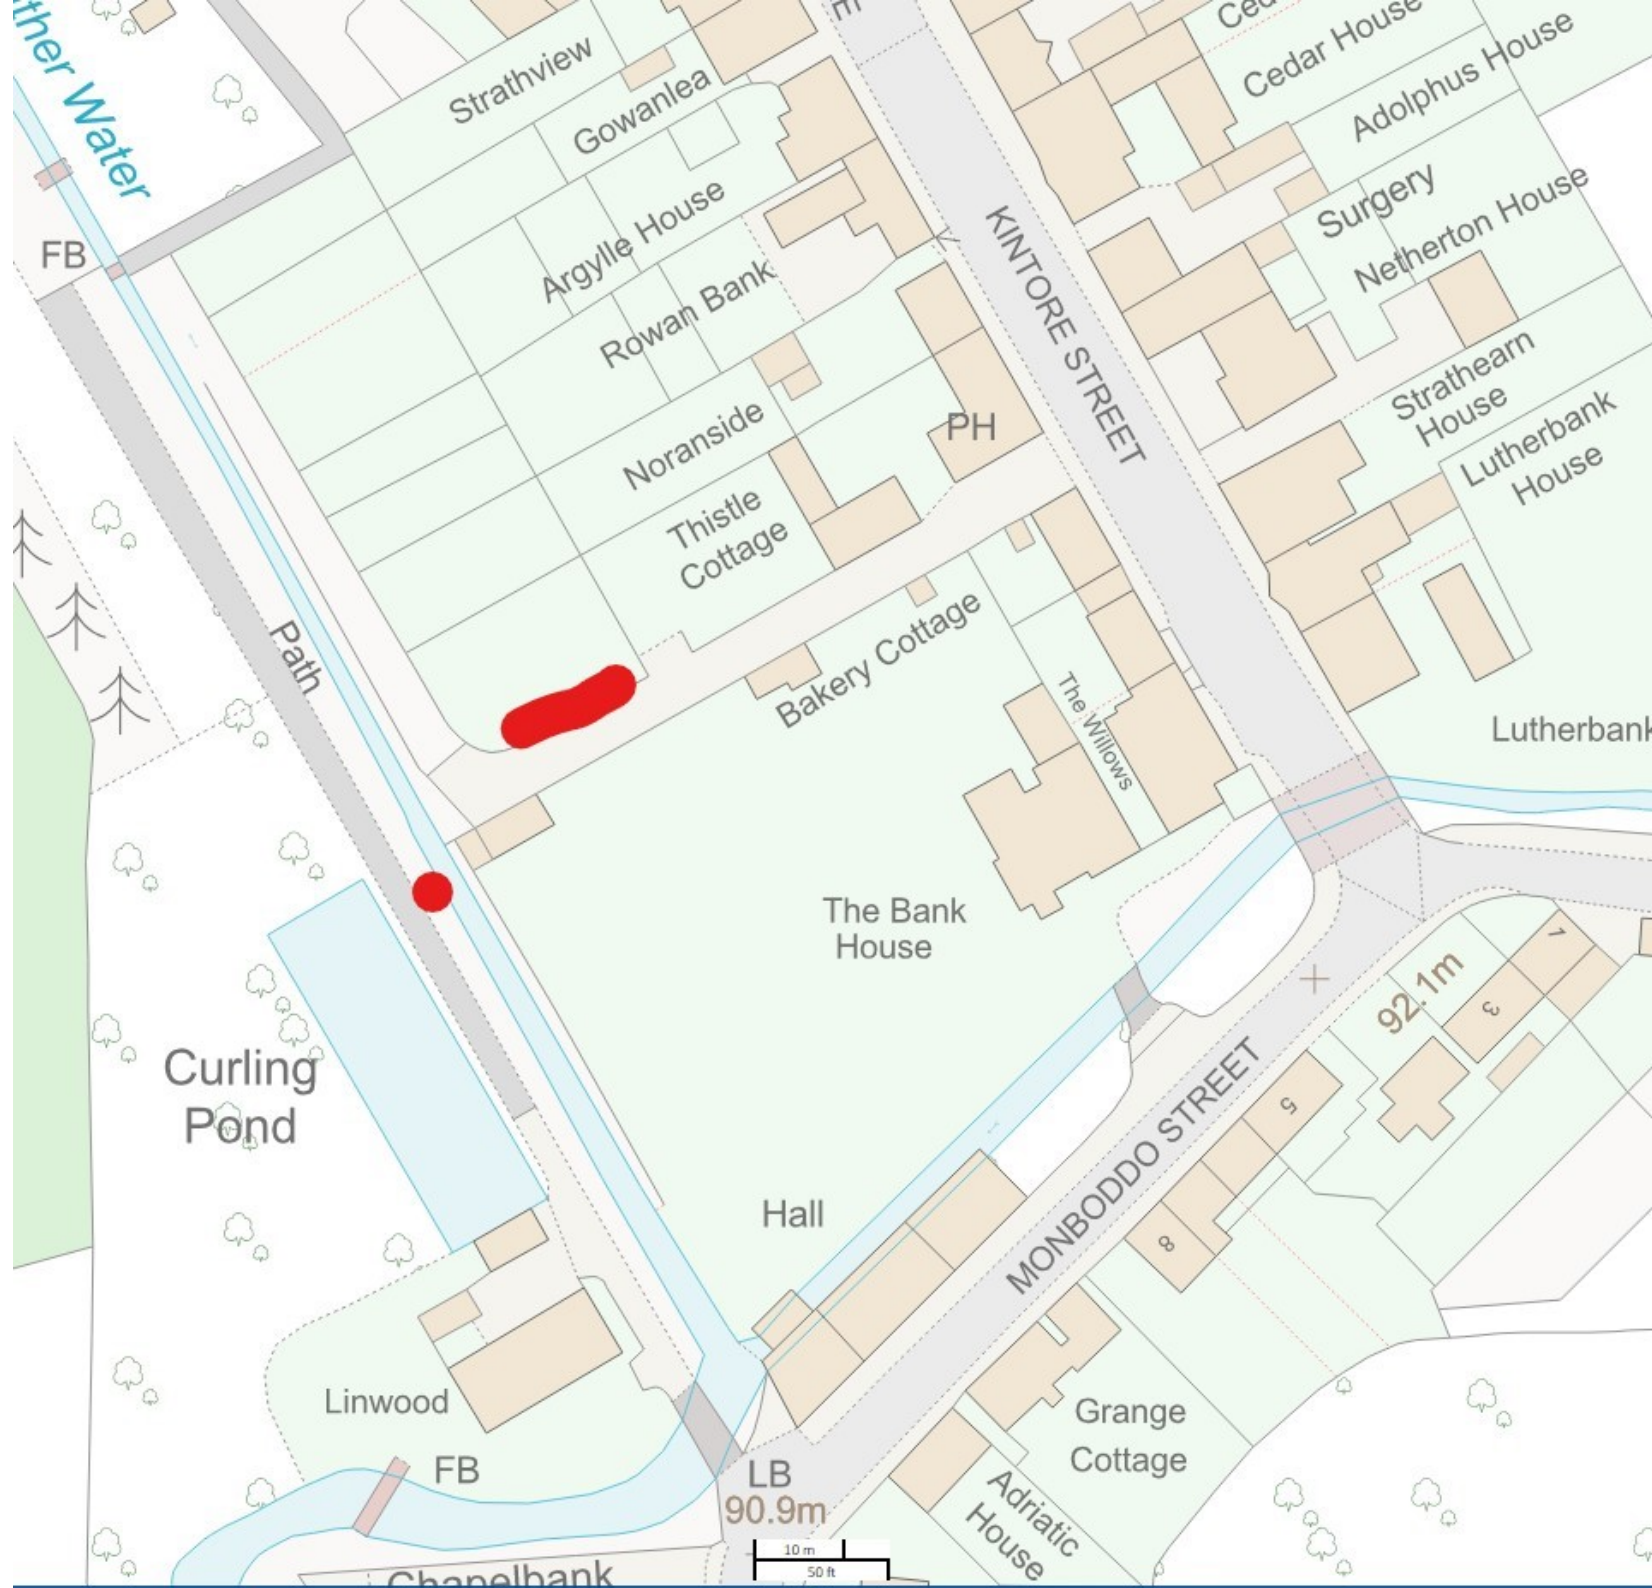 Cedar House
Strathview
Gowanlea
Adolphus House
Water
Argylle House
Surgery
Netherton House
FB
KINTORE STREET
Rowan Bank
Strathearn
House
Noranside
PH
Lutherbank
House
Thistle
Cottage
Path
Bakery Cottage
The Willows
Lutherbank
The Bank
House
1
3
92.1m
Curling
Pond
5
MONBODDO STREET
Hall
8
Linwood
Grange
Cottage
FB
LB
90.9m
Adriatic
House
10 m
50 ft
Chapelbank